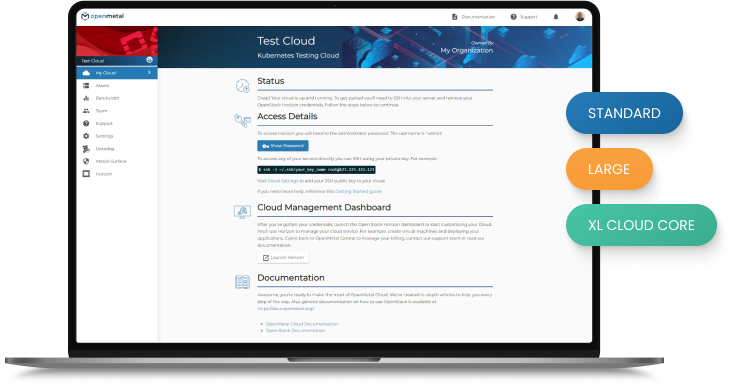 openmetal
Documentation
Support
Test Cloud
Test Cloud
Kubernetes Testing Cloud
Owned By
My Organization
My Cloud
Assets
Bandwidth
Team
Support
Settings
Datadog
Attack Surface
Horizon
Status
Great! Your cloud is up and running. To get started you'll need to SSH into your server and retrieve your
OpenStack Horizon credentials. Follow the steps below to continue
Access Details
To access Horizon you will need to the administrator password. The username is "admin"
Show Password
To access any of your servers directly you can SSH using your private key. For example:
$ ssh -i ~/.ssh/your_key_name root@123.123.123.123
Visit Cloud Settings to add your SSH public key to your cloud.
If you need more help, reference this Getting Started guide.
Cloud Management Dashboard
After you've gotten your credentials, launch the Open Stack Horizon dashboard to start customizing your Cloud.
You'll use Horizon to manage your cloud service. For example, create virtual machines and deploying your
applications. Come back to OpenMetal Central to manage your billing, contact our support team or read our
documentation.
Launch Horizon
Documentation
Awesome, you're ready to make the most of OpenMetal Cloud. We've created in-depth articles to help you every
step of the way. Also, general documentation on how to use OpenStack is available at
https://docs.openstack.org/
OpenMetal Cloud Documentation
Open Stack Documentation
STANDARD
LARGE
XL CLOUD CORE